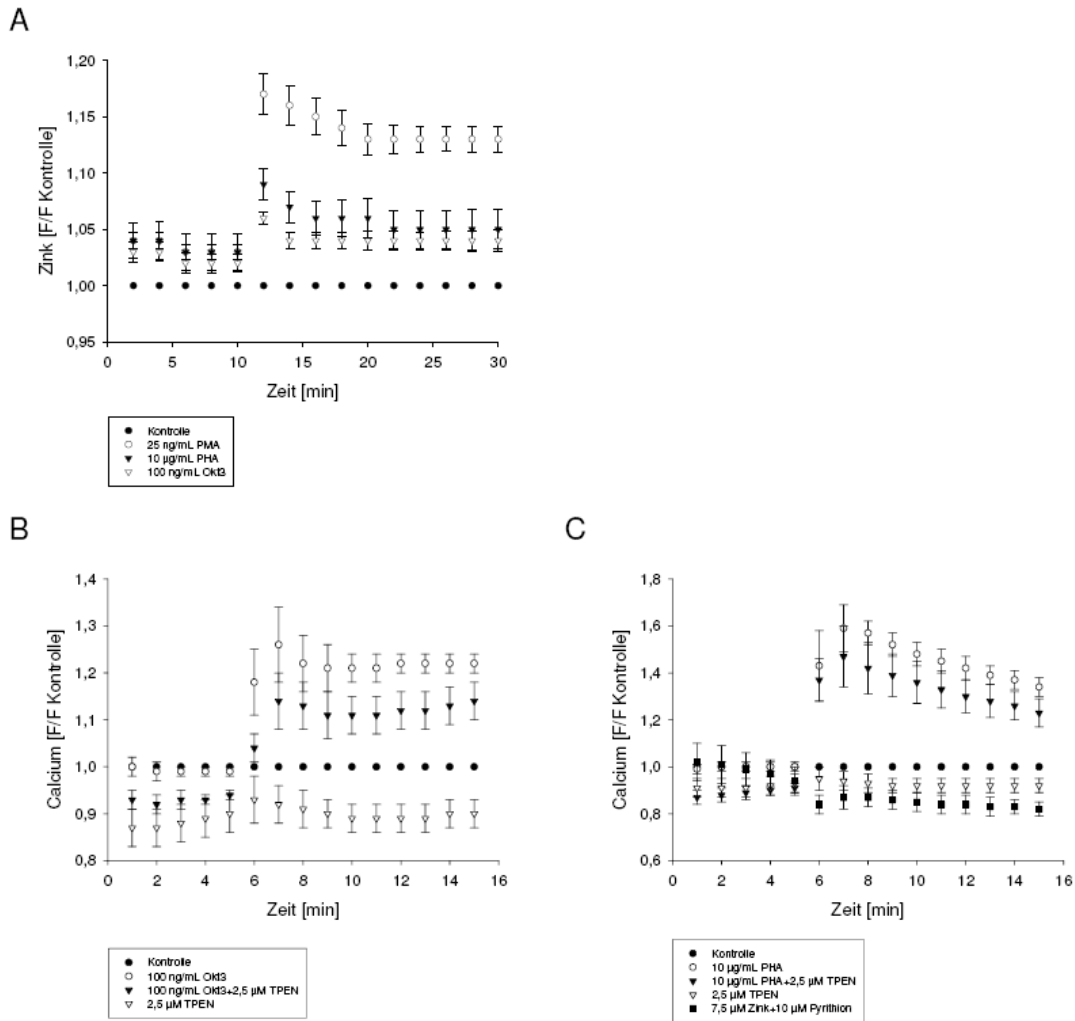 A
1,20
1,15
1,10
1,05
1,00
0,95
Zink [F/F Kontrolle]
0 5 10 15 20 25 30
Zeit [min]
Kontrolle
25 ng/mL PMA
10 µg/mL PHA
100 ng/mL Okt3
B
1,4
1,3
1,2
1,1
1,0
0,9
0,8
Calcium [F/F Kontrolle]
0 2 4 6 8 10 12 14 16
Zeit [min]
Kontrolle
100 ng/mL Okt3
100 ng/mL Okt3+2,5 µM TPEN
2,5 µM TPEN
C
1,8
1,6
1,4
1,2
1,0
0,8
0,6
Calcium [F/F Kontrolle]
0 2 4 6 8 10 12 14 16
Zeit [min]
Kontrolle
10 µg/mL PHA
10 µg/mL PHA+2,5 µM TPEN
2,5 µM TPEN
7,5 µM Zink+10 µM Pyrithion